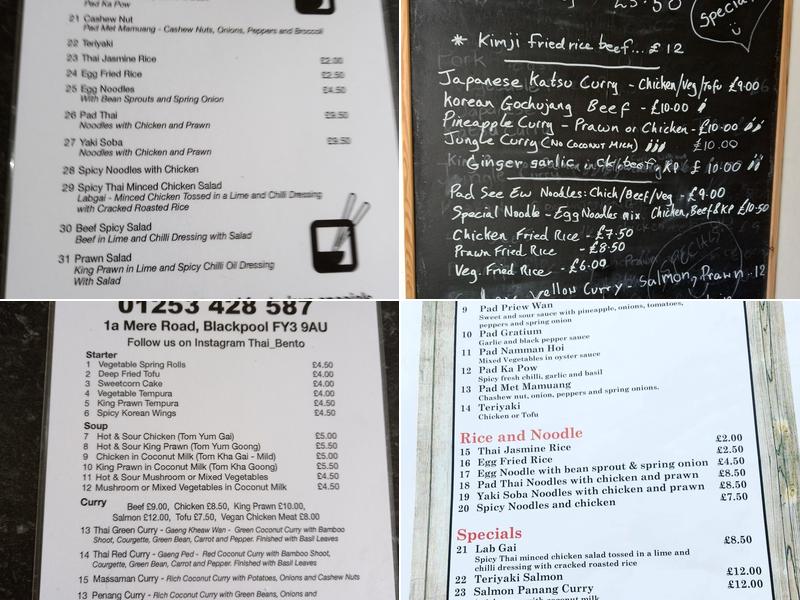 Pad Ka Pow
21 Cashew Nut
Pad Met Mamuang - Cashew Nuts, Onions, Peppers and Broccoli
22 Teriyaki
23 Thai Jasmine Rice £2.00
24 Egg Fried Rice £2.50
25 Egg Noodles £4.50
With Bean Sprouts and Spring Onion
26 Pad Thai £9.50
Noodles with Chicken and Prawn
27 Yaki Soba £9.50
Noodles with Chicken and Prawn
28 Spicy Noodles with Chicken
29 Spicy Thai Minced Chicken Salad
Labgai - Minced Chicken Tossed in a Lime and Chilli Dressing
with Cracked Roasted Rice
30 Beef Spicy Salad
Beef in Lime and Chilli Dressing with Salad
31 Prawn Salad
King Prawn in Lime and Spicy Chilli Oil Dressing
With Salad
£5.50
Special
* Kimji fried rice beef... £12
Japanese Katsu Curry - Chicken/Veg/Tofu £9.00
Korean Gochujang Beef - £10.00
Pineapple Curry - Prawn or Chicken - £10.00
Jungle Curry (No Coconut Milch) £10.00
Ginger garlic - ck/beef, KP £10.00
Pad See Ew Noodles: Chich/Beef/Veg - £9.00
Special Noodle - Egg Noodles mix Chicken, Beef & KP £10.50
Chicken Fried Rice - £7.50
Prawn Fried Rice - £8.50
Veg. Fried Rice - £6.00
yellow Curry - Salmon, Prawn - 12
01253 428 587
1a Mere Road, Blackpool FY3 9AU
Follow us on Instagram Thai_Bento
Starter
1 Vegetable Spring Rolls £4.50
2 Deep Fried Tofu £4.00
3 Sweetcorn Cake £4.00
4 Vegetable Tempura £4.00
5 King Prawn Tempura £4.50
6 Spicy Korean Wings £4.50
Soup
7 Hot & Sour Chicken (Tom Yum Gai) £5.00
8 Hot & Sour King Prawn (Tom Yum Goong) £5.50
9 Chicken in Coconut Milk (Tom Kha Gai - Mild) £5.00
10 King Prawn in Coconut Milk (Tom Kha Goong) £5.50
11 Hot & Sour Mushroom or Mixed Vegetables £4.50
12 Mushroom or Mixed Vegetables in Coconut Milk £4.50
Curry Beef £9.00, Chicken £8.50, King Prawn £10.00,
Salmon £12.00, Tofu £7.50, Vegan Chicken Meat £8.00
13 Thai Green Curry - Gaeng Kheaw Wan - Green Coconut Curry with Bamboo
Shoot, Courgette, Green Bean, Carrot and Pepper. Finished with Basil Leaves
14 Thai Red Curry - Gaeng Ped - Red Coconut Curry with Bamboo Shoot,
Courgette, Green Bean, Carrot and Pepper. Finished with Basil Leaves
15 Massaman Curry - Rich Coconut Curry with Potatoes, Onions and Cashew Nuts
13 Penang Curry - Rich Coconut Curry with Green Beans, Onions and
9 Pad Priew Wan
Sweet and sour sauce with pineapple, onions, tomatoes,
peppers and spring onion
10 Pad Gratium
Garlic and black pepper sauce
11 Pad Namman Hoi
Mixed Vegetables in oyster sauce
12 Pad Ka Pow
Spicy fresh chilli, garlic and basil
13 Pad Met Mamuang
Chashew nut, onion, peppers and spring onions.
14 Teriyaki
Chicken or Tofu
Rice and Noodle
15 Thai Jasmine Rice £2.00
16 Egg Fried Rice £2.50
17 Egg Noodle with bean sprout & spring onion £4.50
18 Pad Thai Noodles with chicken and prawn £8.50
19 Yaki Soba Noodles with chicken and prawn £8.50
20 Spicy Noodles and chicken £7.50
Specials
21 Lab Gai £8.50
Spicy Thai minced chicken salad tossed in a lime and
chilli dressing with cracked roasted rice
22 Teriyaki Salmon £12.00
23 Salmon Panang Curry £12.00